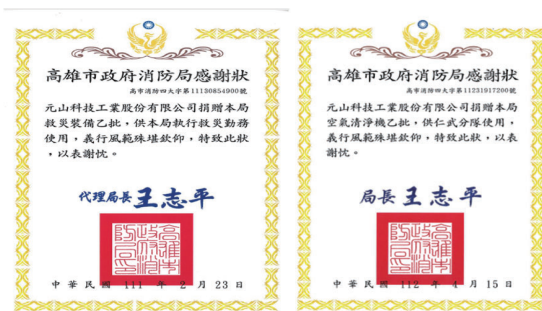 高雄市政府消防局感謝狀
高市消防四大字第11130854900號
元山科技工業股份有限公司捐贈本局
救災裝備乙批,供本局執行救災勤務
使用,義行風範殊堪欽仰,特致此狀
,以表謝忱。
代理局長 王志平
中華民國 111 年 2 月 23 日
高雄市政府消防局感謝狀
高市消防四大字第11231917200號
元山科技工業股份有限公司捐贈本局
空氣清淨機乙批,供仁武分隊使用,
義行風範殊堪欽仰,特致此狀,以表
謝忱。
局長 王志平
中華民國 112 年 4 月 15 日